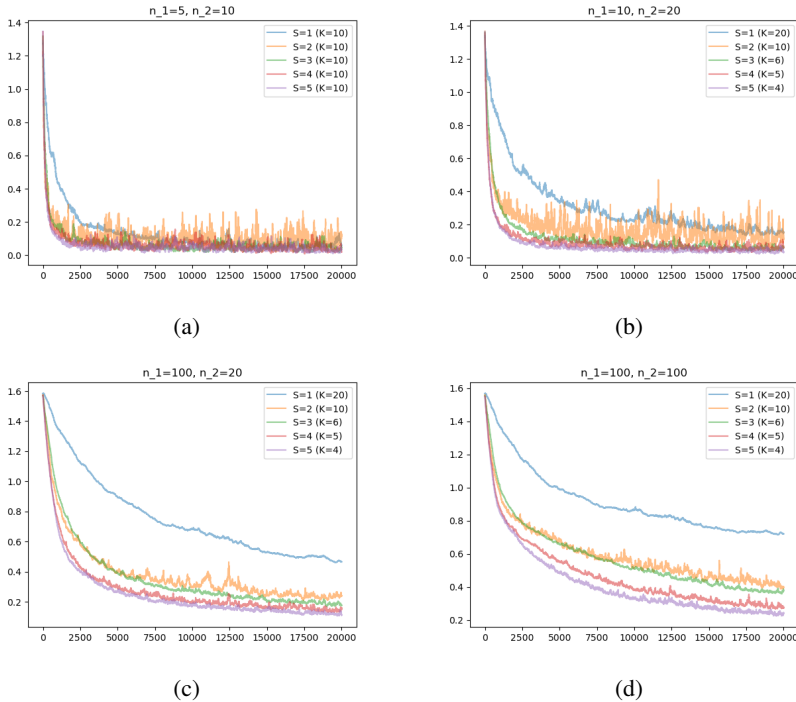 n_1=5, n_2=10
1.4
1.2
1.0
0.8
0.6
0.4
0.2
0.0
S=1 (K=10)
S=2 (K=10)
S=3 (K=10)
S=4 (K=10)
S=5 (K=10)
0 2500 5000 7500 10000 12500 15000 17500 20000
(a)
n_1=10, n_2=20
1.4
1.2
1.0
0.8
0.6
0.4
0.2
0.0
S=1 (K=20)
S=2 (K=10)
S=3 (K=6)
S=4 (K=5)
S=5 (K=4)
0 2500 5000 7500 10000 12500 15000 17500 20000
(b)
n_1=100, n_2=20
1.6
1.4
1.2
1.0
0.8
0.6
0.4
0.2
S=1 (K=20)
S=2 (K=10)
S=3 (K=6)
S=4 (K=5)
S=5 (K=4)
0 2500 5000 7500 10000 12500 15000 17500 20000
(c)
n_1=100, n_2=100
1.6
1.4
1.2
1.0
0.8
0.6
0.4
0.2
S=1 (K=20)
S=2 (K=10)
S=3 (K=6)
S=4 (K=5)
S=5 (K=4)
0 2500 5000 7500 10000 12500 15000 17500 20000
(d)